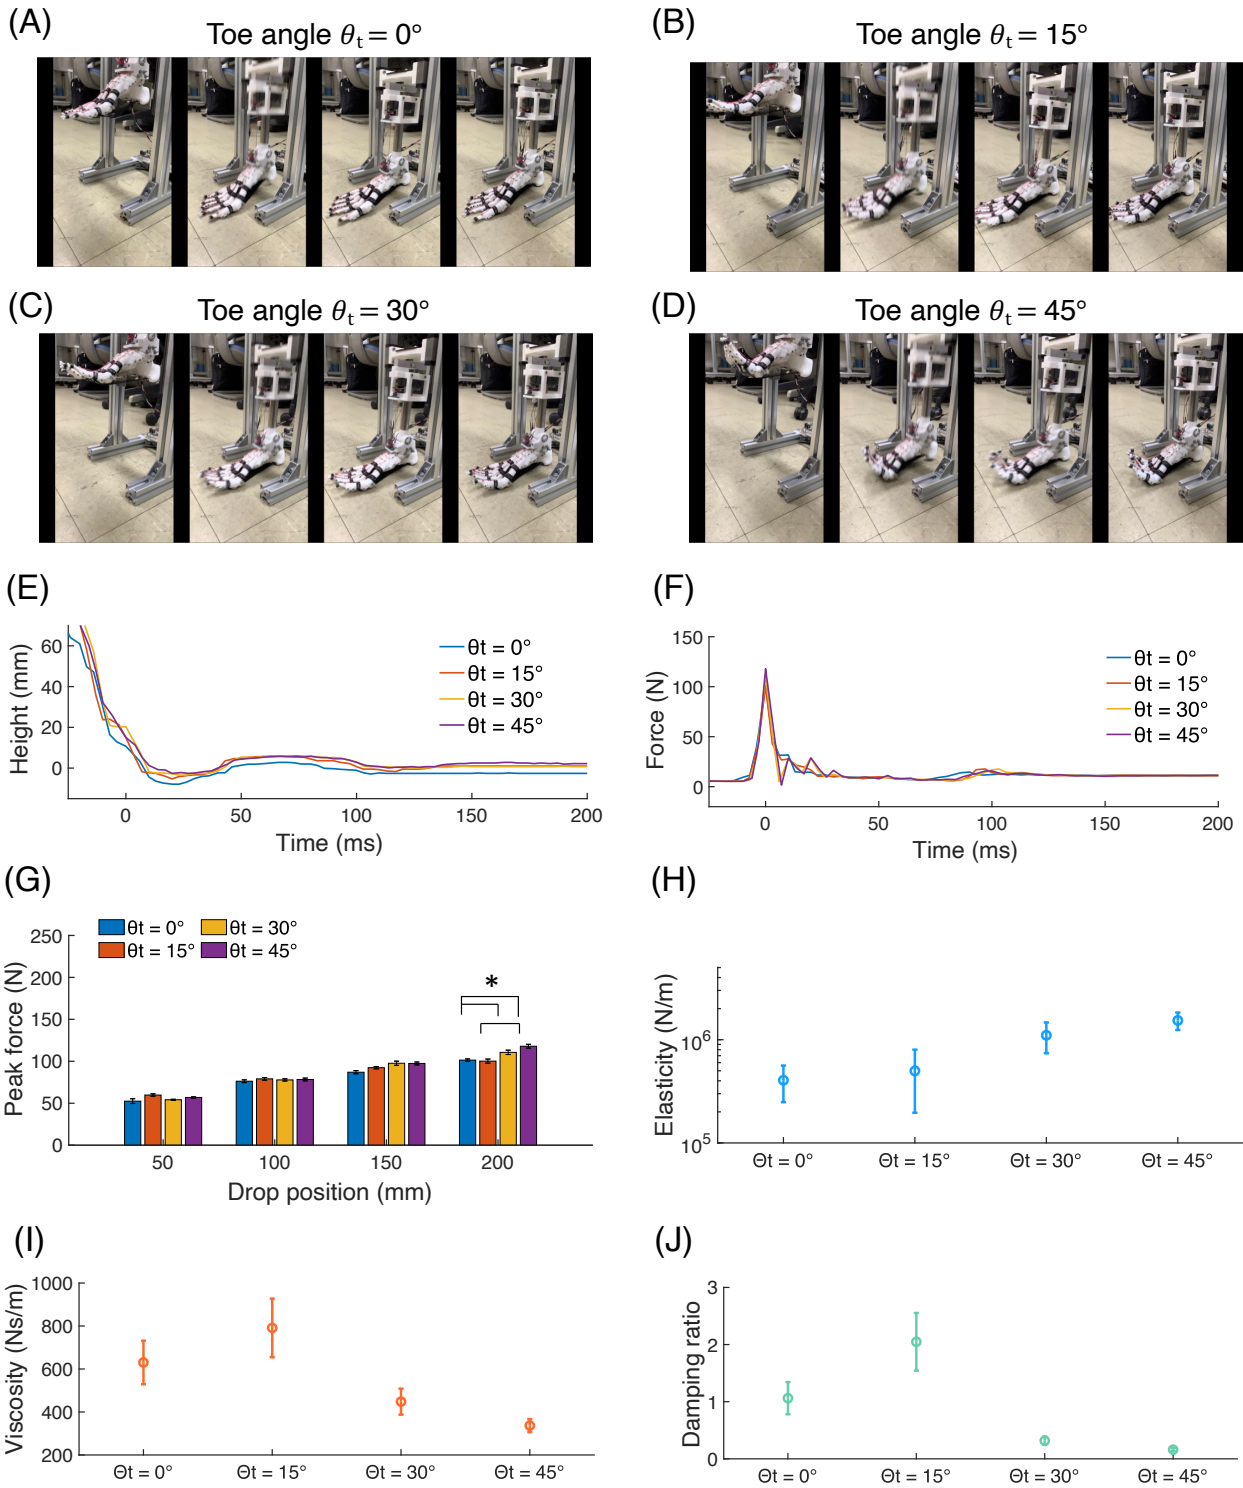 (A)
Toe angle θt = 0°
(B)
Toe angle θt = 15°
(C)
Toe angle θt = 30°
(D)
Toe angle θt = 45°
(E)
Height (mm)
60
40
20
0
0
50
100
150
200
Time (ms)
θt = 0°
θt = 15°
θt = 30°
θt = 45°
(F)
Force (N)
150
100
50
0
0
50
100
150
200
Time (ms)
θt = 0°
θt = 15°
θt = 30°
θt = 45°
(G)
θt = 0°
θt = 30°
θt = 15°
θt = 45°
Peak force (N)
250
200
150
100
50
0
*
50
100
150
200
Drop position (mm)
(H)
Elasticity (N/m)
10^6
10^5
Θt = 0°
Θt = 15°
Θt = 30°
Θt = 45°
(I)
Viscosity (Ns/m)
1000
800
600
400
200
Θt = 0°
Θt = 15°
Θt = 30°
Θt = 45°
(J)
Damping ratio
3
2
1
0
Θt = 0°
Θt = 15°
Θt = 30°
Θt = 45°